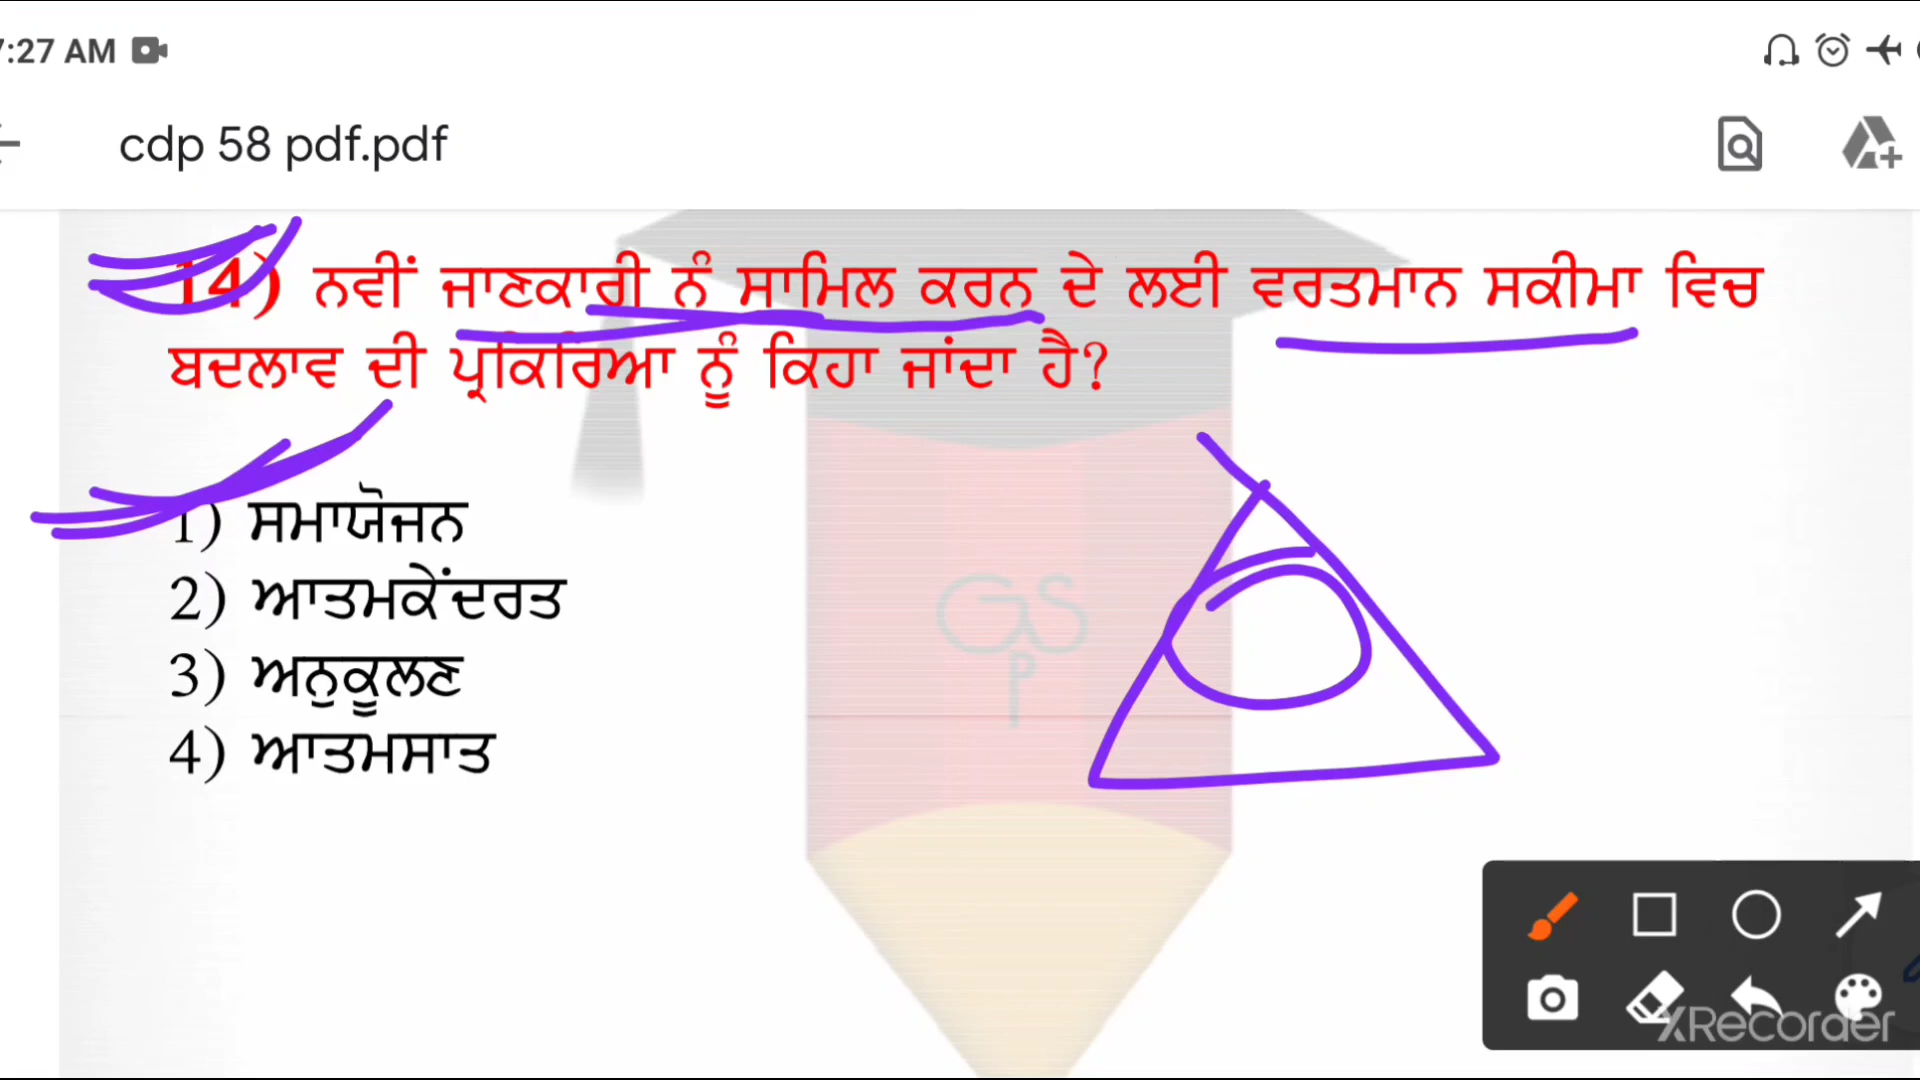 7:27 AM
cdp 58 pdf.pdf
14) ਨਵੀਂ ਜਾਣਕਾਰੀ ਨੂੰ ਸਾਮਿਲ ਕਰਨ ਦੇ ਲਈ ਵਰਤਮਾਨ ਸਕੀਮਾ ਵਿਚ
ਬਦਲਾਵ ਦੀ ਪ੍ਰਕਿਰਿਆ ਨੂੰ ਕਿਹਾ ਜਾਂਦਾ ਹੈ?
1) ਸਮਾਯੋਜਨ
2) ਆਤਮਕੇਂਦਰਤ
3) ਅਨੁਕੂਲਣ
4) ਆਤਮਸਾਤ
GS
P
XRecorder